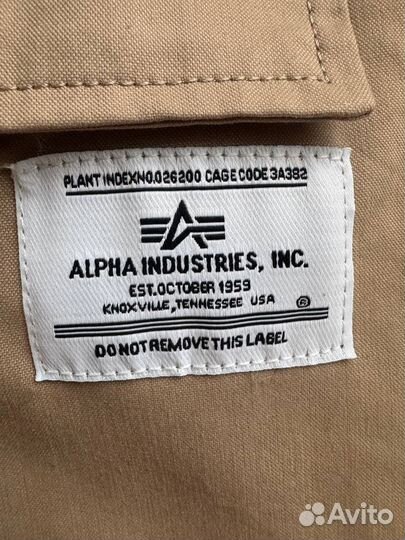 PLANT INDEXNO.026200 CAGE CODE 3A382
ALPHA INDUSTRIES, INC.
EST.OCTOBER 1959
KNOXVILLE,TENNESSEE USA ®
DO NOT REMOVE THIS LABEL
Avito